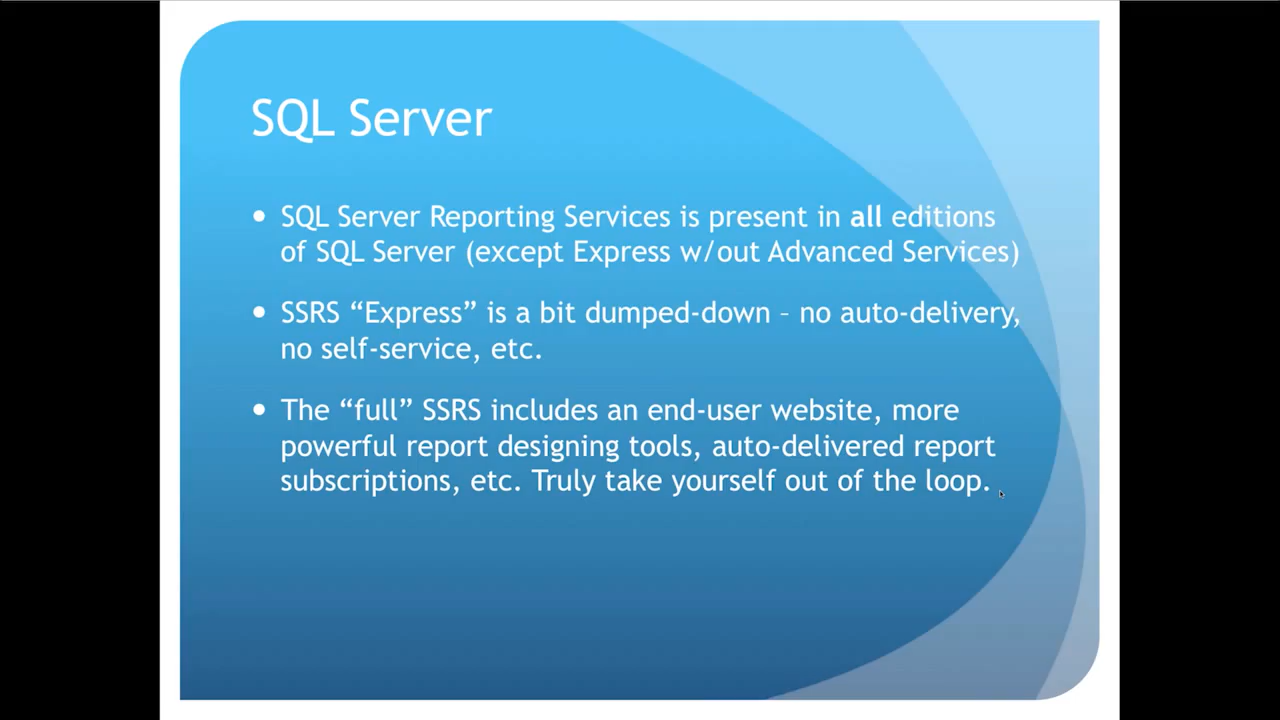 SQL Server
• SQL Server Reporting Services is present in all editions
of SQL Server (except Express w/out Advanced Services)
• SSRS “Express” is a bit dumped-down – no auto-delivery,
no self-service, etc.
• The “full” SSRS includes an end-user website, more
powerful report designing tools, auto-delivered report
subscriptions, etc. Truly take yourself out of the loop.